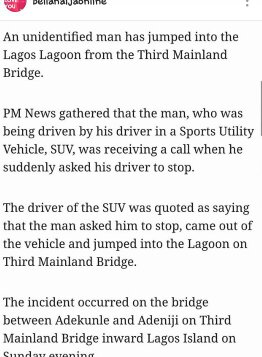 bellanaijaonline
An unidentified man has jumped into the
Lagos Lagoon from the Third Mainland
Bridge.
PM News gathered that the man, who was
being driven by his driver in a Sports Utility
Vehicle, SUV, was receiving a call when he
suddenly asked his driver to stop.
The driver of the SUV was quoted as saying
that the man asked him to stop, came out of
the vehicle and jumped into the Lagoon on
Third Mainland Bridge.
The incident occurred on the bridge
between Adekunle and Adeniji on Third
Mainland Bridge inward Lagos Island on
Sunday evening